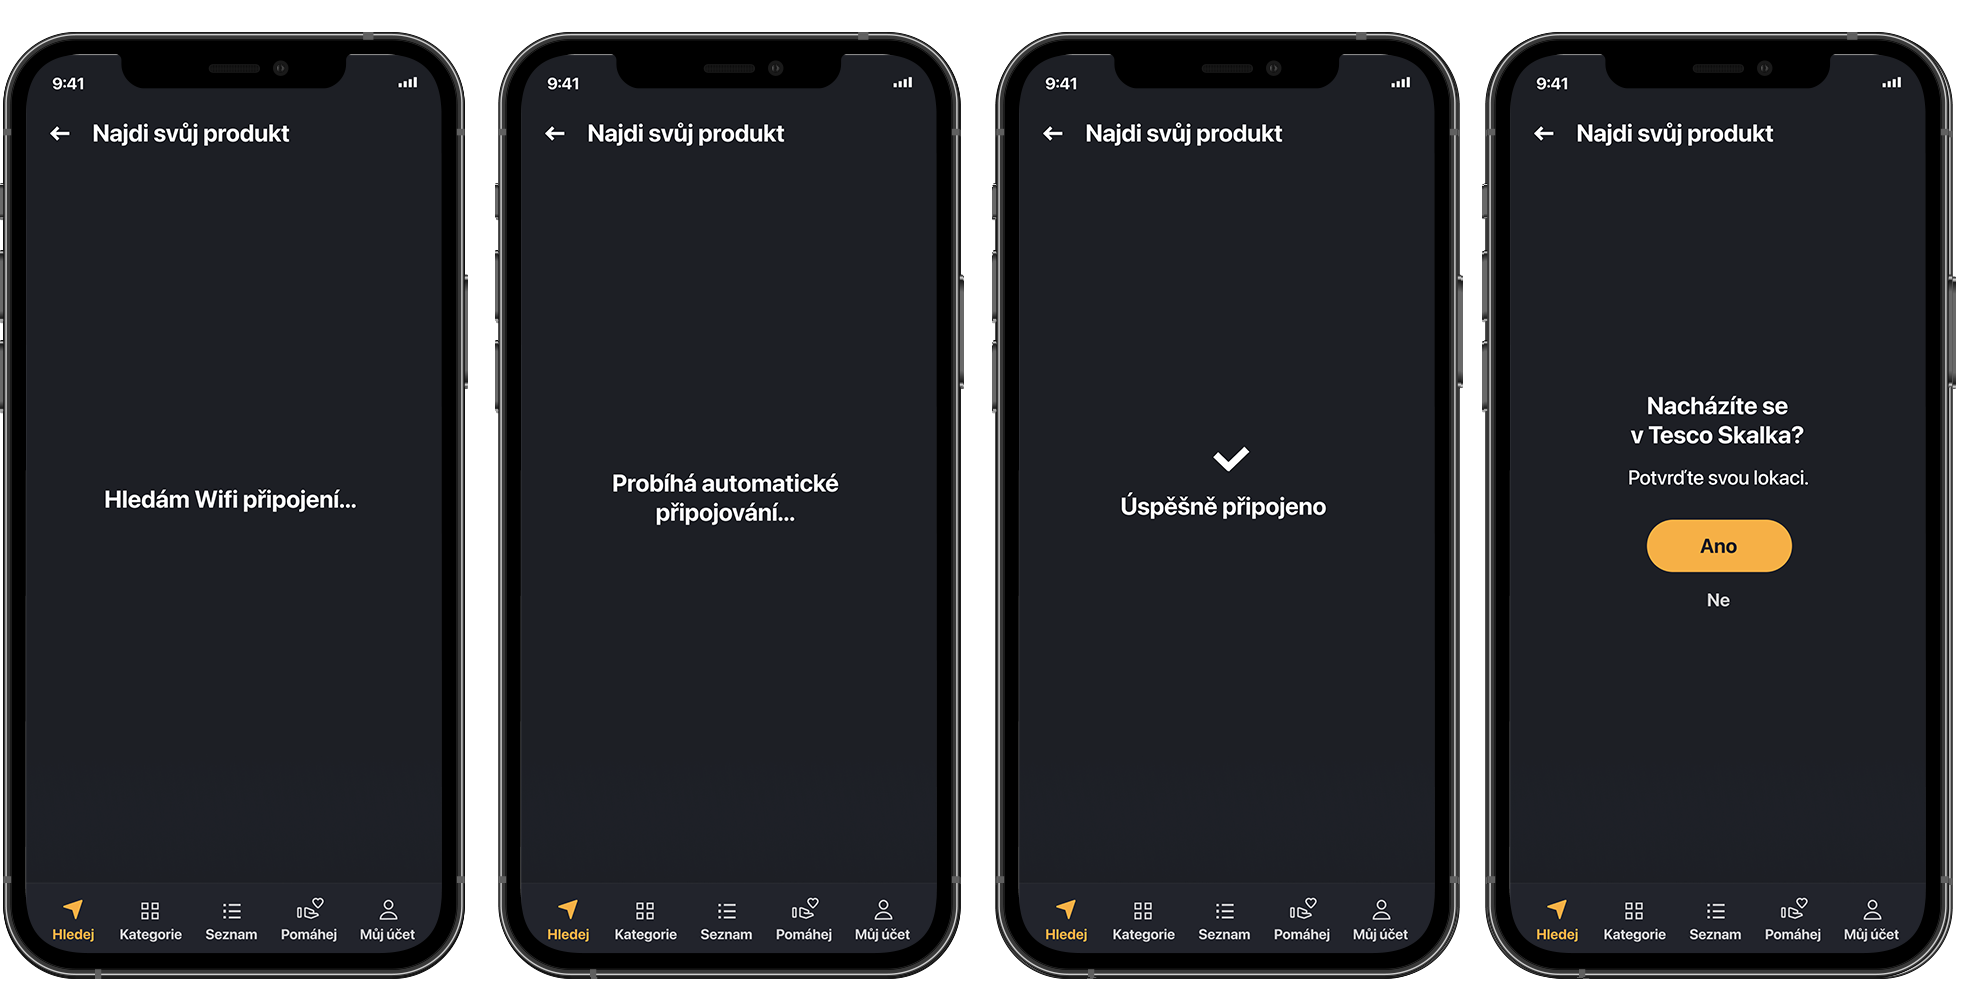 9:41
Najdi svůj produkt
Hledám Wifi připojení...
Hledej
Kategorie
Seznam
Pomáhej
Můj účet
9:41
Najdi svůj produkt
Probíhá automatické
připojování...
Hledej
Kategorie
Seznam
Pomáhej
Můj účet
9:41
Najdi svůj produkt
Úspěšně připojeno
Hledej
Kategorie
Seznam
Pomáhej
Můj účet
9:41
Najdi svůj produkt
Nacházíte se
v Tesco Skalka?
Potvrďte svou lokaci.
Ano
Ne
Hledej
Kategorie
Seznam
Pomáhej
Můj účet